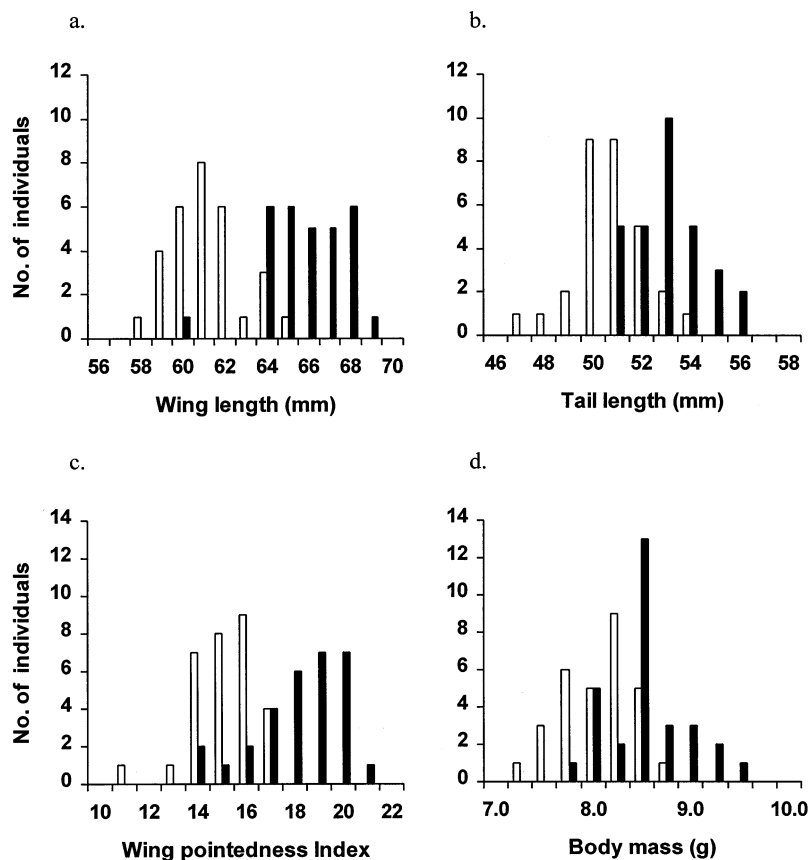 a.
12
10
8
6
4
2
0
No. of individuals
56 58 60 62 64 66 68 70
Wing length (mm)
b.
12
10
8
6
4
2
0
46 48 50 52 54 56 58
Tail length (mm)
c.
14
12
10
8
6
4
2
0
No. of individuals
10 12 14 16 18 20 22
Wing pointedness Index
d.
14
12
10
8
6
4
2
0
7.0 8.0 9.0 10.0
Body mass (g)